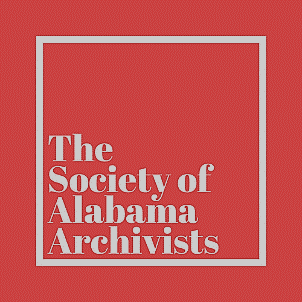 The
Society of
Alabama
Archivists